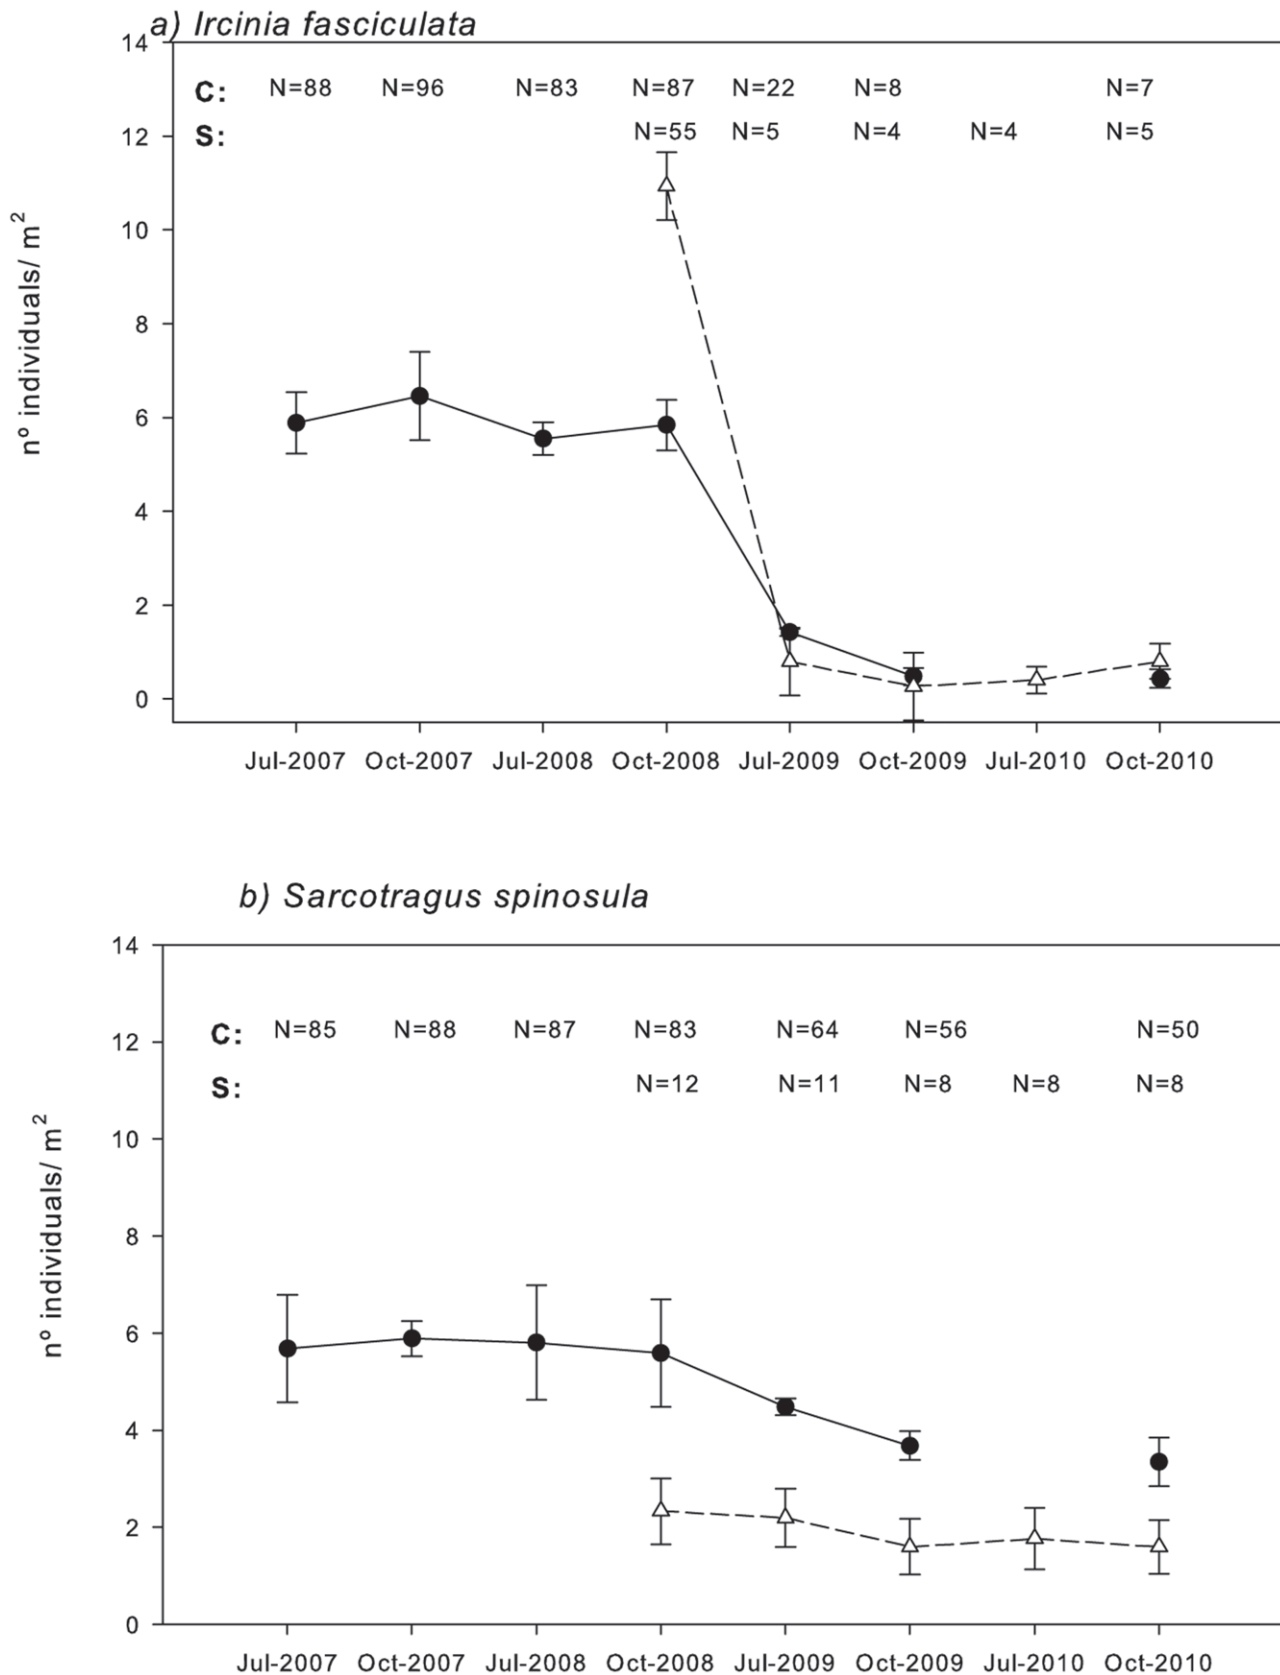 a) Ircinia fasciculata
14
C: N=88 N=96 N=83 N=87 N=22 N=8 N=7
12
S: N=55 N=5 N=4 N=4 N=5
10
8
6
4
2
0
nº individuals/ m²
Jul-2007 Oct-2007 Jul-2008 Oct-2008 Jul-2009 Oct-2009 Jul-2010 Oct-2010
b) Sarcotragus spinosula
14
C: N=85 N=88 N=87 N=83 N=64 N=56 N=50
12
S: N=12 N=11 N=8 N=8 N=8
10
8
6
4
2
0
nº individuals/ m²
Jul-2007 Oct-2007 Jul-2008 Oct-2008 Jul-2009 Oct-2009 Jul-2010 Oct-2010